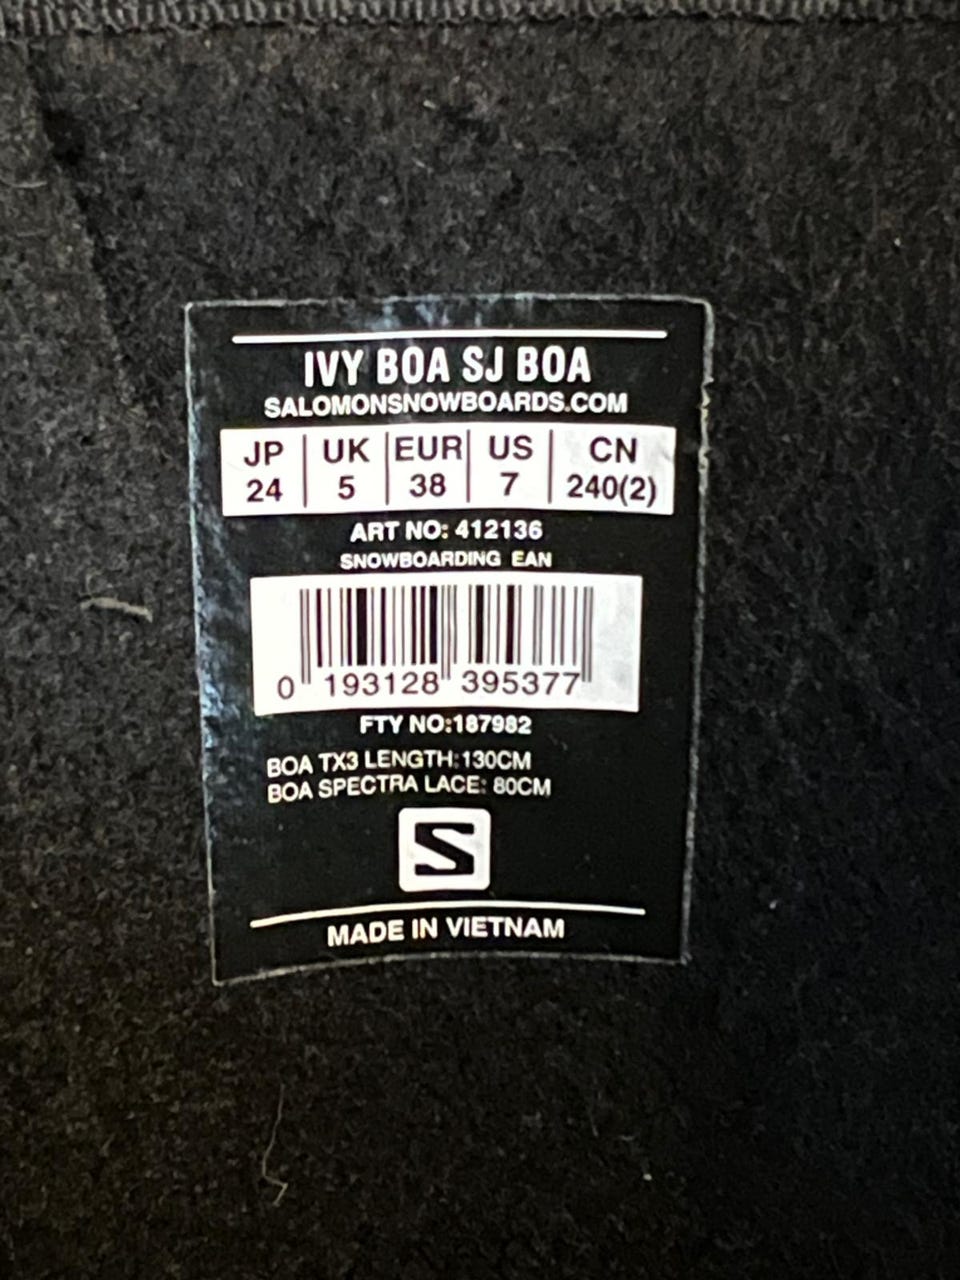 IVY BOA SJ BOA
SALOMONSNOWBOARDS.COM
JP UK EUR US CN
24 5 38 7 240(2)
ART NO: 412136
SNOWBOARDING EAN
0 193128 395377
FTY NO:187982
BOA TX3 LENGTH:130CM
BOA SPECTRA LACE: 80CM
S
MADE IN VIETNAM